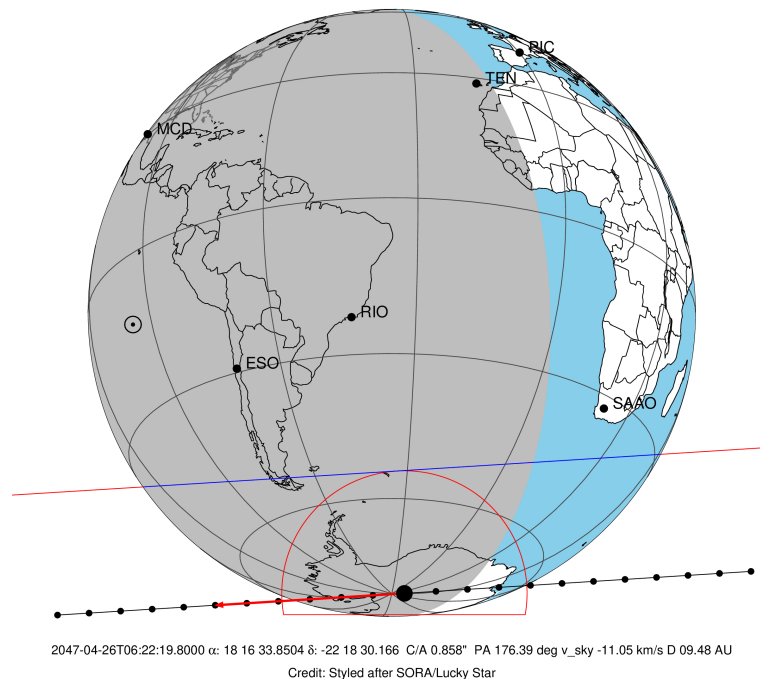 PIC
TEN
MCD
RIO
ESO
SAAO
2047-04-26T06:22:19.8000 α: 18 16 33.8504 δ: -22 18 30.166 C/A 0.858" PA 176.39 deg v_sky -11.05 km/s D 09.48 AU
Credit: Styled after SORA/Lucky Star